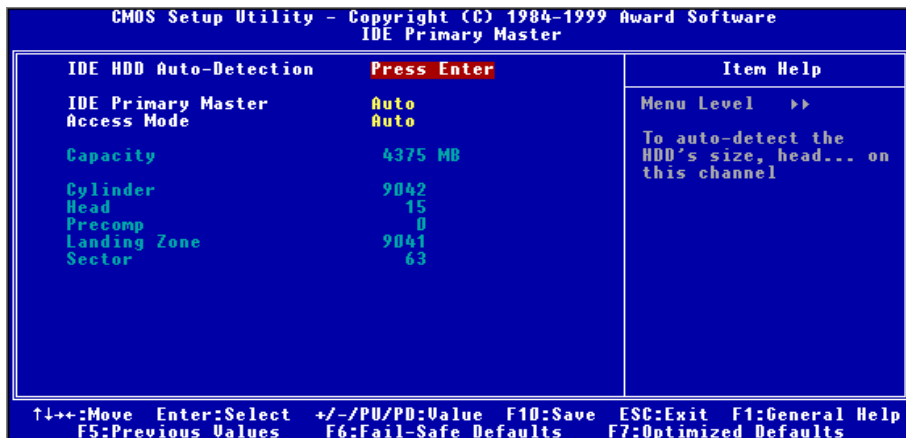 CMOS Setup Utility - Copyright (C) 1984-1999 Award Software
IDE Primary Master
IDE HDD Auto-Detection Press Enter
IDE Primary Master Auto
Access Mode Auto
Capacity 4375 MB
Cylinder 9042
Head 15
Precomp 0
Landing Zone 9041
Sector 63
Item Help
Menu Level ►►
To auto-detect the
HDD's size, head... on
this channel
↑↓→←:Move Enter:Select +/-/PU/PD:Value F10:Save ESC:Exit F1:General Help
F5:Previous Values F6:Fail-Safe Defaults F7:Optimized Defaults